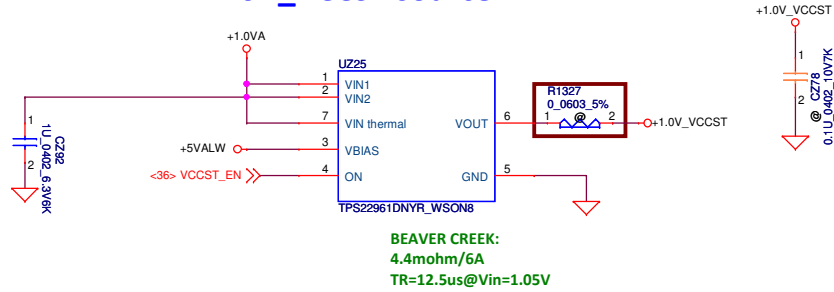 +1.0V_VCCST
+1.0VA
UZ25
1
VIN1
2
VIN2
7
VIN thermal
VOUT
6
+5VALW
3
VBIAS
<36> VCCST_EN
4
ON
GND
5
TPS22961DNYR_WSON8
R1327
0_0603_5%
@
1
2
+1.0V_VCCST
1
2
CZ92
1U_0402_6.3V6K
1
2
@ CZ78
0.1U_0402_10V7K
BEAVER CREEK:
4.4mohm/6A
TR=12.5us@Vin=1.05V